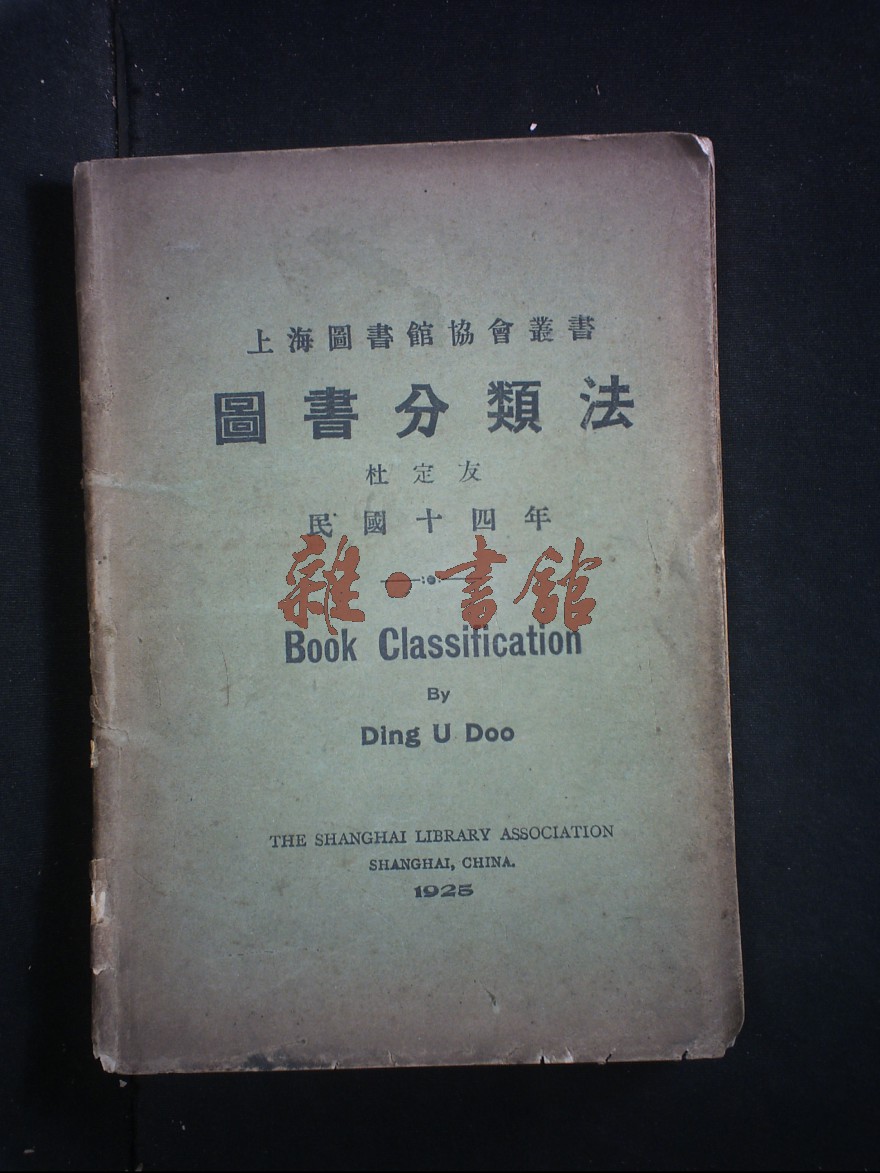 上海圖書館協會叢書
圖書分類法
杜定友
民國十四年
雜·書館
Book Classification
By
Ding U Doo
THE SHANGHAI LIBRARY ASSOCIATION
SHANGHAI, CHINA.
1925